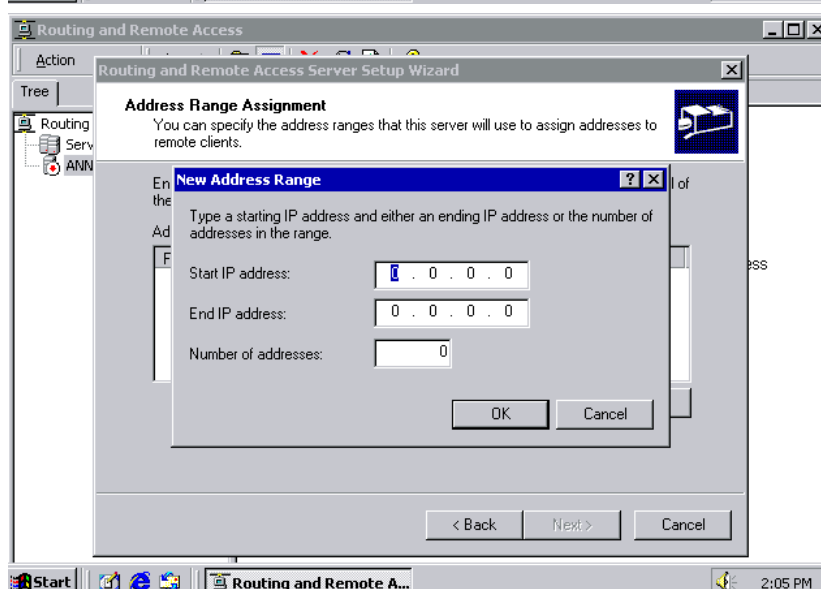 Routing and Remote Access
Action
Routing and Remote Access Server Setup Wizard
Tree
Address Range Assignment
You can specify the address ranges that this server will use to assign addresses to
remote clients.
Routing
Serv
ANN
En
l of
the
New Address Range
Type a starting IP address and either an ending IP address or the number of
addresses in the range.
Ad
F
ess
Start IP address:
0 . 0 . 0 . 0
End IP address:
0 . 0 . 0 . 0
Number of addresses:
0
OK
Cancel
< Back
Next >
Cancel
Start
Routing and Remote A...
2:05 PM